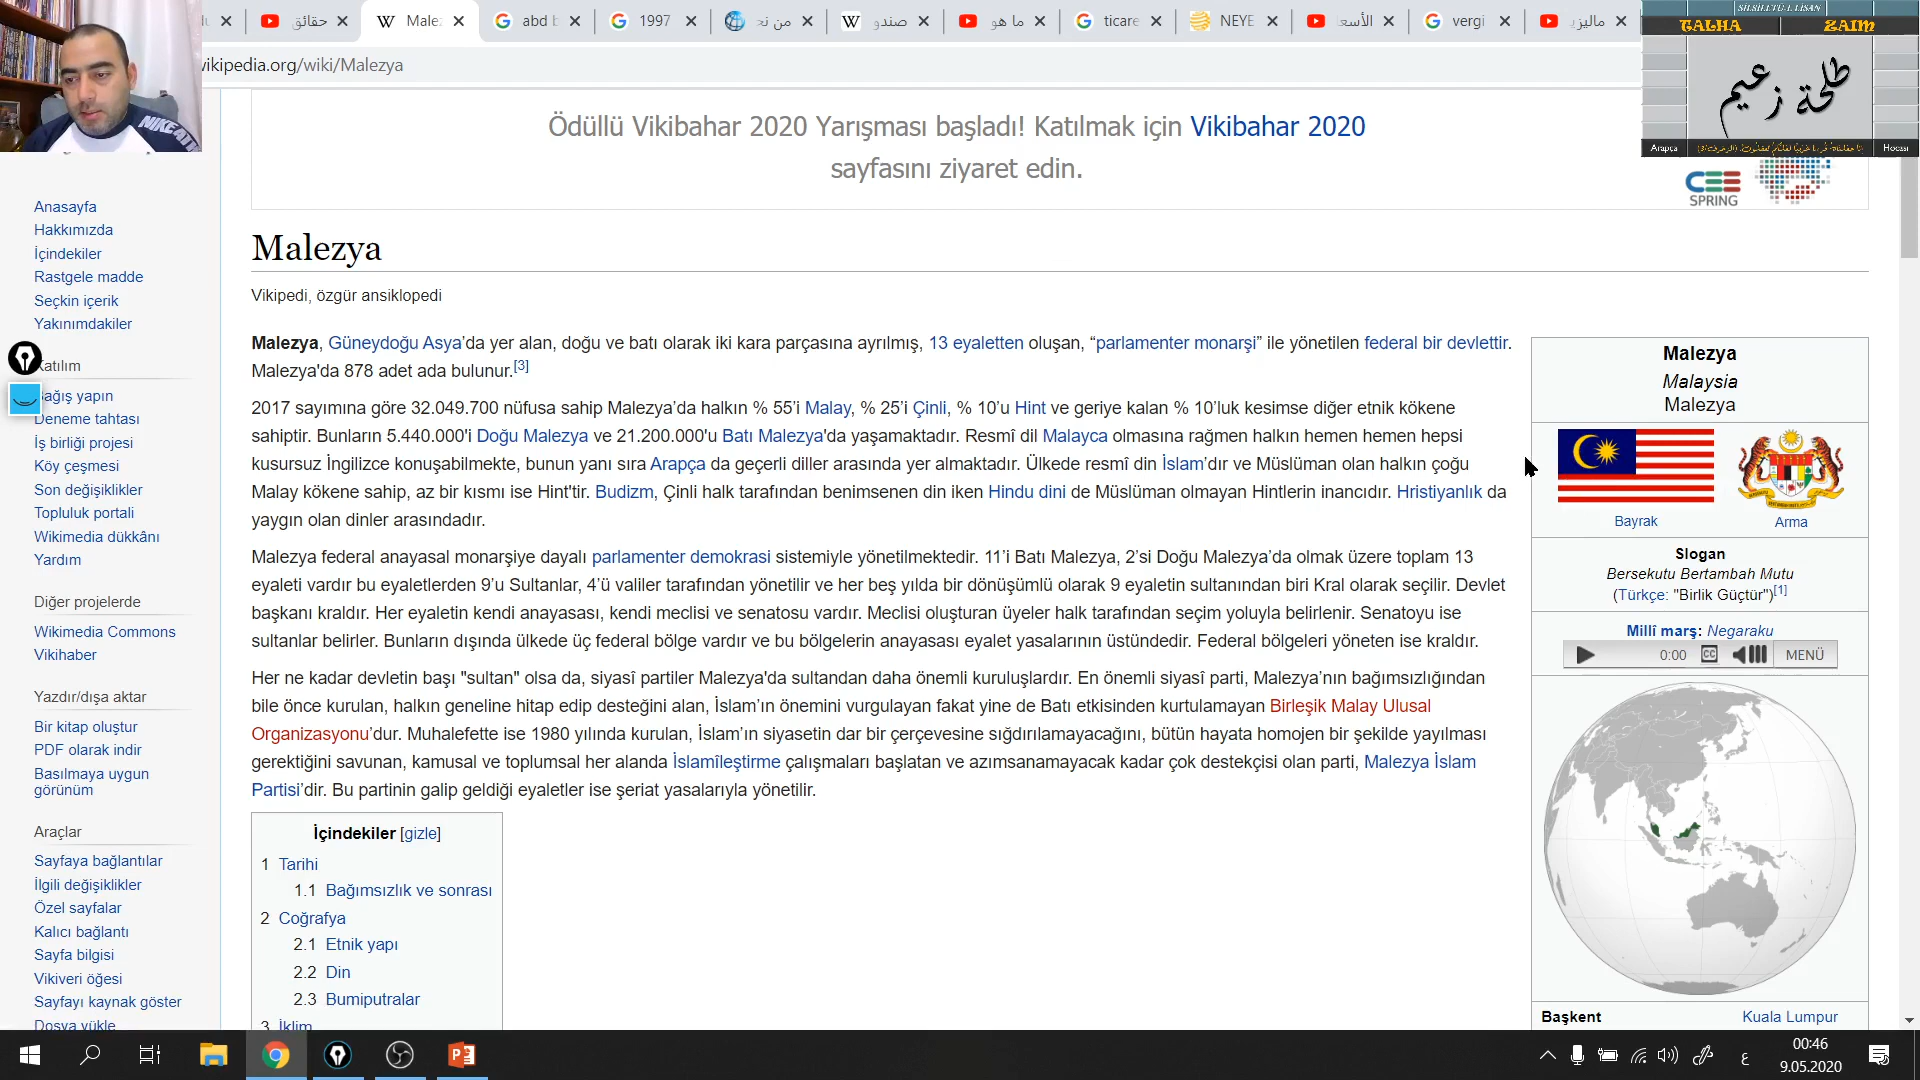 حقائق
Male:
abd b
1997
من نح
صندو
ما هو
ticare
NEYE
الأسع
vergi
ماليزي
SILSILETÜ-L LISAN
TALHA ZAIM
طلحة زعيم
Arapça
Hocası
vikipedia.org/wiki/Malezya
Ödüllü Vikibahar 2020 Yarışması başladı! Katılmak için Vikibahar 2020
sayfasını ziyaret edin.
CEE
SPRING
Anasayfa
Hakkımızda
İçindekiler
Rastgele madde
Seçkin içerik
Yakınımdakiler
Katılım
Bağış yapın
Deneme tahtası
İş birliği projesi
Köy çeşmesi
Son değişiklikler
Topluluk portali
Wikimedia dükkânı
Yardım
Diğer projelerde
Wikimedia Commons
Vikihaber
Yazdır/dışa aktar
Bir kitap oluştur
PDF olarak indir
Basılmaya uygun
görünüm
Araçlar
Sayfaya bağlantılar
İlgili değişiklikler
Özel sayfalar
Kalıcı bağlantı
Sayfa bilgisi
Vikiveri öğesi
Sayfayı kaynak göster
Dosya yükle
Malezya
Vikipedi, özgür ansiklopedi
Malezya, Güneydoğu Asya’da yer alan, doğu ve batı olarak iki kara parçasına ayrılmış, 13 eyaletten oluşan, “parlamenter monarşi” ile yönetilen federal bir devlettir.
Malezya'da 878 adet ada bulunur.[3]
2017 sayımına göre 32.049.700 nüfusa sahip Malezya’da halkın % 55’i Malay, % 25’i Çinli, % 10’u Hint ve geriye kalan % 10’luk kesimse diğer etnik kökene
sahiptir. Bunların 5.440.000'i Doğu Malezya ve 21.200.000'u Batı Malezya'da yaşamaktadır. Resmî dil Malayca olmasına rağmen halkın hemen hemen hepsi
kusursuz İngilizce konuşabilmekte, bunun yanı sıra Arapça da geçerli diller arasında yer almaktadır. Ülkede resmî din İslam’dır ve Müslüman olan halkın çoğu
Malay kökene sahip, az bir kısmı ise Hint'tir. Budizm, Çinli halk tarafından benimsenen din iken Hindu dini de Müslüman olmayan Hintlerin inancıdır. Hristiyanlık da
yaygın olan dinler arasındadır.
Malezya federal anayasal monarşiye dayalı parlamenter demokrasi sistemiyle yönetilmektedir. 11’i Batı Malezya, 2’si Doğu Malezya’da olmak üzere toplam 13
eyaleti vardır bu eyaletlerden 9’u Sultanlar, 4’ü valiler tarafından yönetilir ve her beş yılda bir dönüşümlü olarak 9 eyaletin sultanından biri Kral olarak seçilir. Devlet
başkanı kraldır. Her eyaletin kendi anayasası, kendi meclisi ve senatosu vardır. Meclisi oluşturan üyeler halk tarafından seçim yoluyla belirlenir. Senatoyu ise
sultanlar belirler. Bunların dışında ülkede üç federal bölge vardır ve bu bölgelerin anayasası eyalet yasalarının üstündedir. Federal bölgeleri yöneten ise kraldır.
Her ne kadar devletin başı "sultan" olsa da, siyasî partiler Malezya'da sultandan daha önemli kuruluşlardır. En önemli siyasî parti, Malezya’nın bağımsızlığından
bile önce kurulan, halkın geneline hitap edip desteğini alan, İslam’ın önemini vurgulayan fakat yine de Batı etkisinden kurtulamayan Birleşik Malay Ulusal
Organizasyonu’dur. Muhalefette ise 1980 yılında kurulan, İslam’ın siyasetin dar bir çerçevesine sığdırılamayacağını, bütün hayata homojen bir şekilde yayılması
gerektiğini savunan, kamusal ve toplumsal her alanda İslamîleştirme çalışmaları başlatan ve azımsanamayacak kadar çok destekçisi olan parti, Malezya İslam
Partisi’dir. Bu partinin galip geldiği eyaletler ise şeriat yasalarıyla yönetilir.
İçindekiler [gizle]
1 Tarihi
1.1 Bağımsızlık ve sonrası
2 Coğrafya
2.1 Etnik yapı
2.2 Din
2.3 Bumiputralar
3 İklim
Malezya
Malaysia
Malezya
Bayrak
Arma
Slogan
Bersekutu Bertambah Mutu
(Türkçe: "Birlik Güçtür")[1]
Millî marş: Negaraku
0:00
CC
MENÜ
Başkent
Kuala Lumpur
NIKE
ع
00:46
9.05.2020